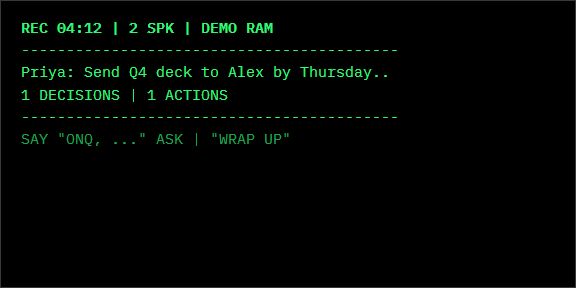 REC 04:12 | 2 SPK | DEMO RAM
------------------------------------------
Priya: Send Q4 deck to Alex by Thursday..
1 DECISIONS | 1 ACTIONS
------------------------------------------
SAY "ONQ, ..." ASK | "WRAP UP"